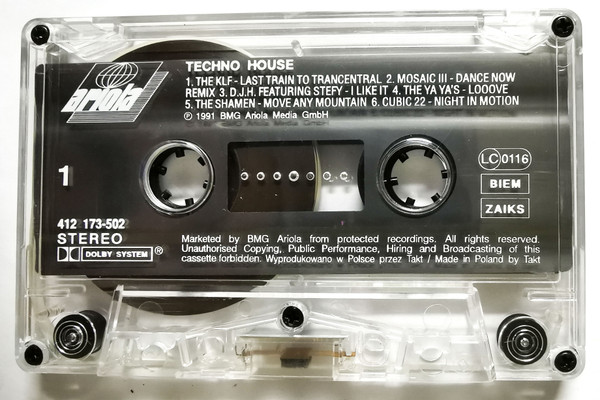 ariola
TECHNO HOUSE
1. THE KLF - LAST TRAIN TO TRANCENTRAL 2. MOSAIC III - DANCE NOW
REMIX 3. D.J.H. FEATURING STEFY - I LIKE IT 4. THE YA YA'S - LOOOVE
5. THE SHAMEN - MOVE ANY MOUNTAIN 6. CUBIC 22 - NIGHT IN MOTION
℗ 1991 BMG Ariola Media GmbH
1
LC 0116
BIEM
ZAIKS
412 173-502
STEREO
DOLBY SYSTEM ®
Marketed by BMG Ariola from protected recordings. All rights reserved.
Unauthorised Copying, Public Performance, Hiring and Broadcasting of this
cassette forbidden. Wyprodukowano w Polsce przez Takt / Made in Poland by Takt